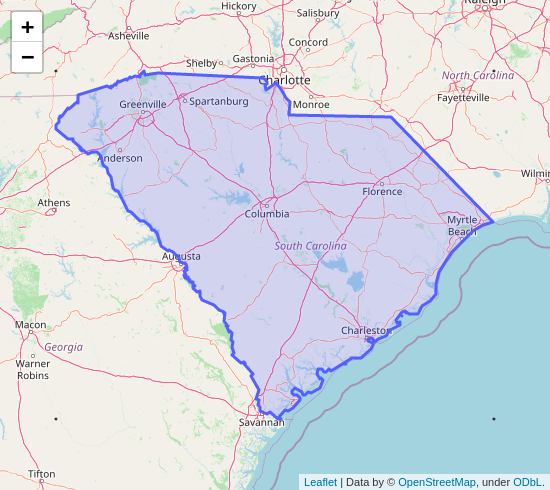 Hickory
Raleigh
Salisbury
+
Asheville
Concord
−
Shelby
Gastonia
Charlotte
North Carolina
Greenville
Spartanburg
Monroe
Fayetteville
Anderson
Wilmin
Florence
Athens
Columbia
Myrtle
Beach
South Carolina
Augusta
Macon
Charleston
Georgia
Warner
Robins
Savannah
Tifton
Leaflet | Data by © OpenStreetMap, under ODbL.